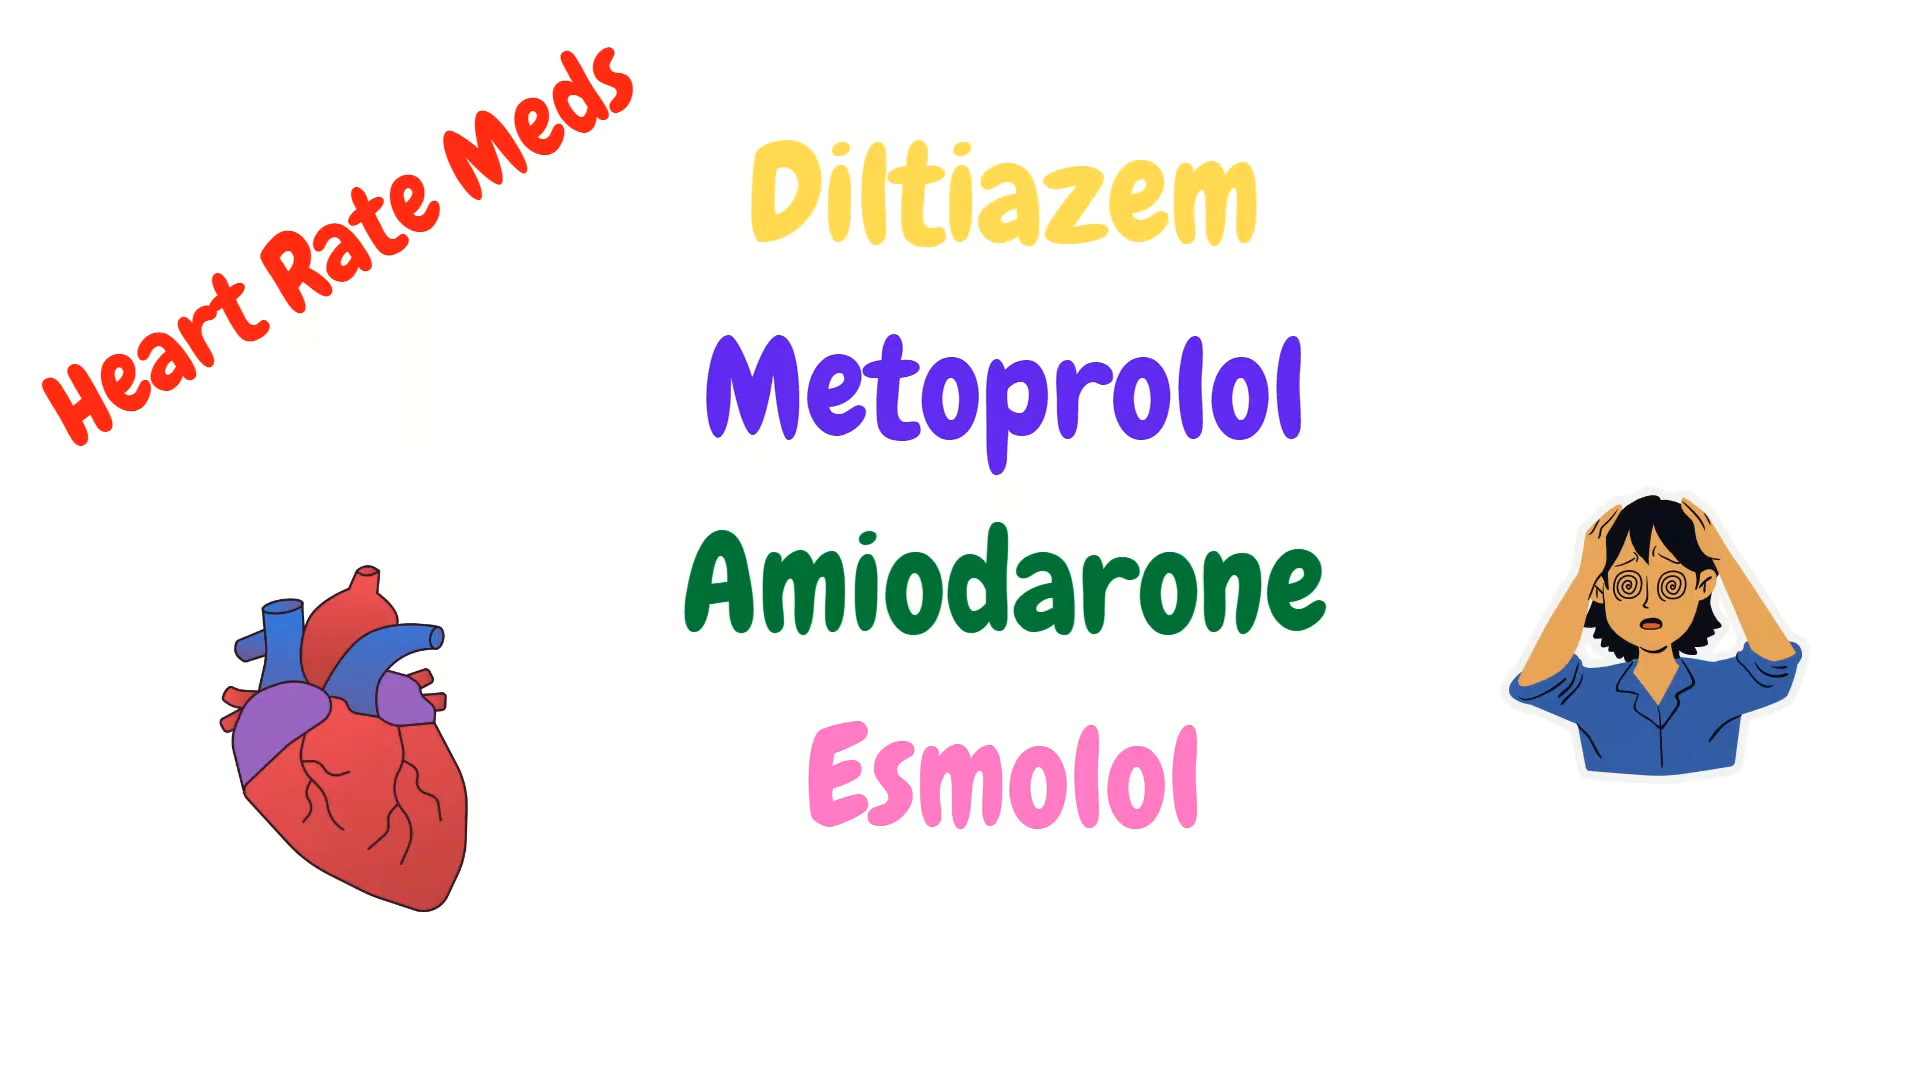 Heart Rate Meds
Diltiazem
Metoprolol
Amiodarone
Esmolol